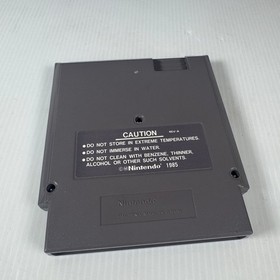 CAUTION
REV-A
●DO NOT STORE IN EXTREME TEMPERATURES.
●DO NOT IMMERSE IN WATER.
●DO NOT CLEAN WITH BENZENE, THINNER,
ALCOHOL OR OTHER SUCH SOLVENTS.
©®Nintendo 1985